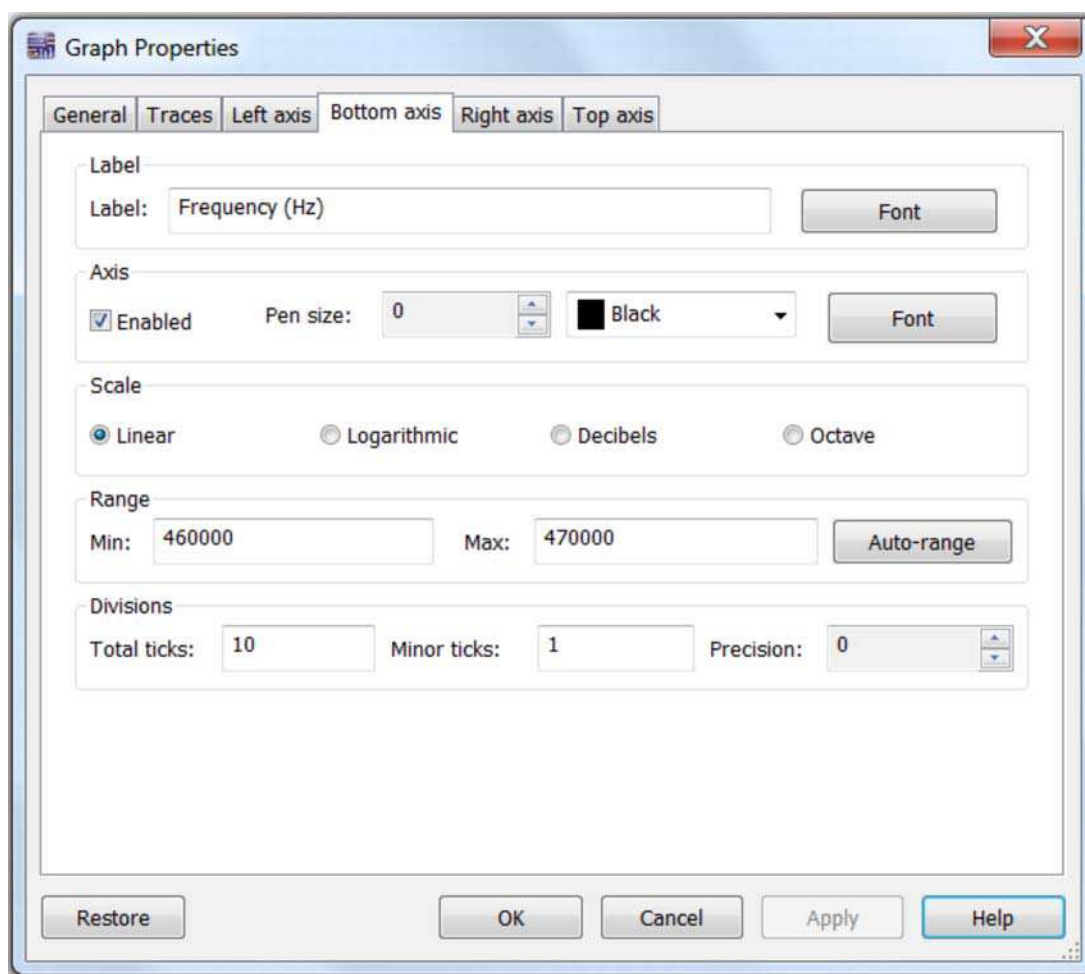 Graph Properties
General Traces Left axis Bottom axis Right axis Top axis
Label
Label: Frequency (Hz) Font
Axis
Enabled Pen size: 0 Black Font
Scale
Linear Logarithmic Decibels Octave
Range
Min: 460000 Max: 470000 Auto-range
Divisions
Total ticks: 10 Minor ticks: 1 Precision: 0
Restore OK Cancel Apply Help